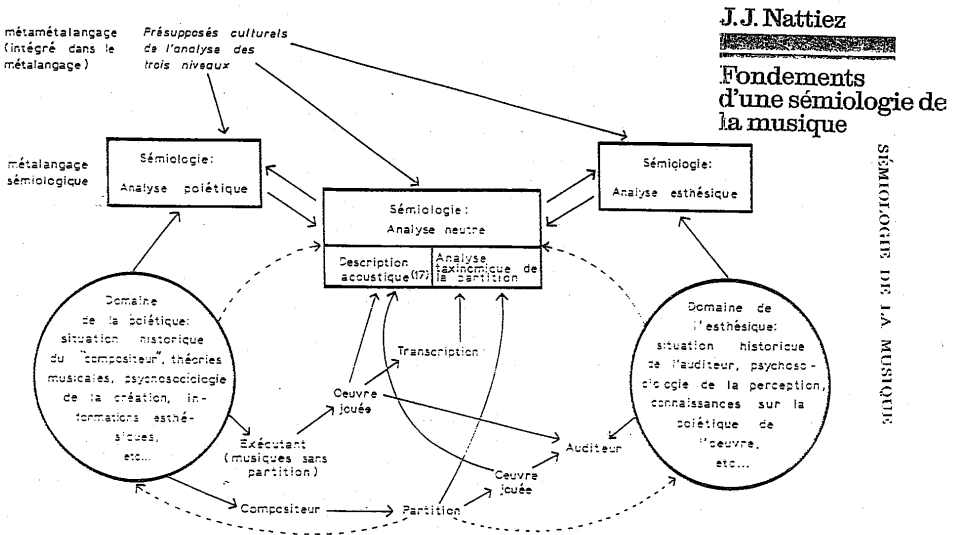 J.J. Nattiez
Fondements
d'une sémiologie de
la musique
SÉMIOLOGIE DE LA MUSIQUE
métamétalangage
(intégré dans le
métalangage)
Présupposés culturels
de l'analyse des
trois niveaux
métalangage
sémiologique
Sémiologie:
Analyse poiétique
Sémiologie:
Analyse neutre
Description
accustique(17)
Analyse
taxinomique de
la partition
Sémiologie:
Analyse esthésique
Domaine
de la poiétique:
situation historique
du "compositeur", théories
musicales, psychosociologie
de la création, in-
formations esthé-
siques,
etc...
Transcription
Oeuvre
jouée
Exécutant
(musiques sans
partition)
Compositeur
Partition
Oeuvre
jouée
Auditeur
Domaine de
l'esthésique:
situation historique
de l'auditeur, psychoso-
ciologie de la perception,
connaissances sur la
poiétique de
l'oeuvre,
etc...